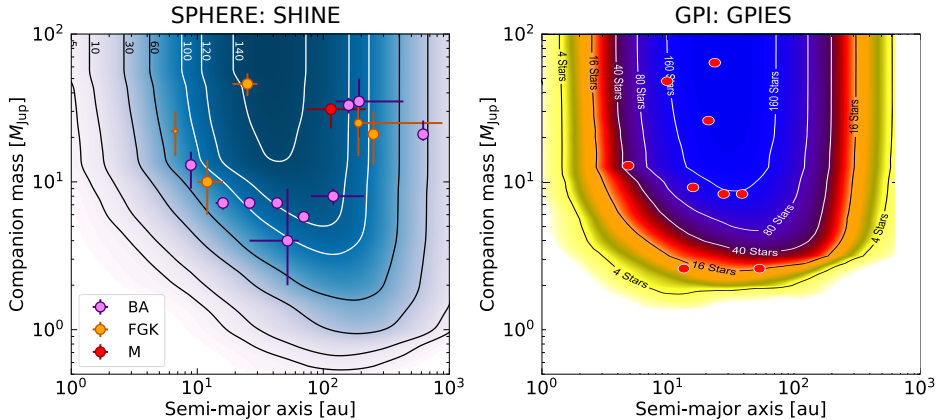 SPHERE: SHINE
10² 10¹ 10⁰
Companion mass [M_Jup]
5 10 30 60 100 120 140
BA
FGK
M
10⁰ 10¹ 10² 10³
Semi-major axis [au]
GPI: GPIES
10² 10¹ 10⁰
Companion mass [M_Jup]
4 Stars 16 Stars 40 Stars 80 Stars 160 Stars 160 Stars 16 Stars
80 Stars
40 Stars
16 Stars
4 Stars 4 Stars
10⁰ 10¹ 10² 10³
Semi-major axis [au]